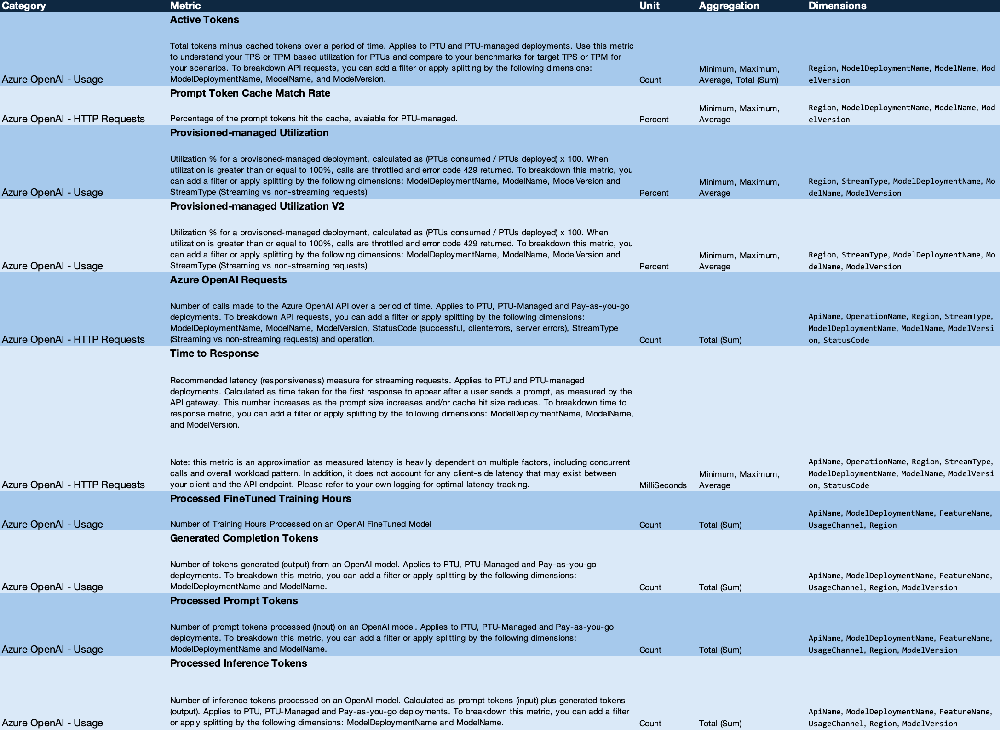 Category Metric Unit Aggregation Dimensions
Active Tokens
Total tokens minus cached tokens over a period of time. Applies to PTU and PTU-managed deployments. Use this metric
to understand your TPS or TPM based utilization for PTUs and compare to your benchmarks for target TPS or TPM for
your scenarios. To breakdown API requests, you can add a filter or apply splitting by the following dimensions:
ModelDeploymentName, ModelName, and ModelVersion.
Azure OpenAI - Usage
Count
Minimum, Maximum,
Average, Total (Sum)
Region, ModelDeploymentName, ModelName, Mod
elVersion
Prompt Token Cache Match Rate
Azure OpenAI - HTTP Requests
Percentage of the prompt tokens hit the cache, avaiable for PTU-managed.
Percent
Minimum, Maximum,
Average
Region, ModelDeploymentName, ModelName, Mod
elVersion
Provisioned-managed Utilization
Utilization % for a provisoned-managed deployment, calculated as (PTUs consumed / PTUs deployed) x 100. When
utilization is greater than or equal to 100%, calls are throttled and error code 429 returned. To breakdown this metric, you
can add a filter or apply splitting by the following dimensions: ModelDeploymentName, ModelName, ModelVersion and
StreamType (Streaming vs non-streaming requests)
Azure OpenAI - Usage
Percent
Minimum, Maximum,
Average
Region, StreamType, ModelDeploymentName, Mo
delName, ModelVersion
Provisioned-managed Utilization V2
Utilization % for a provisoned-managed deployment, calculated as (PTUs consumed / PTUs deployed) x 100. When
utilization is greater than or equal to 100%, calls are throttled and error code 429 returned. To breakdown this metric, you
can add a filter or apply splitting by the following dimensions: ModelDeploymentName, ModelName, ModelVersion and
StreamType (Streaming vs non-streaming requests)
Azure OpenAI - Usage
Percent
Minimum, Maximum,
Average
Region, StreamType, ModelDeploymentName, Mo
delName, ModelVersion
Azure OpenAI Requests
Number of calls made to the Azure OpenAI API over a period of time. Applies to PTU, PTU-Managed and Pay-as-you-go
deployments. To breakdown API requests, you can add a filter or apply splitting by the following dimensions:
ModelDeploymentName, ModelName, ModelVersion, StatusCode (successful, clienterrors, server errors), StreamType
(Streaming vs non-streaming requests) and operation.
Azure OpenAI - HTTP Requests
Count
Total (Sum)
ApiName, OperationName, Region, StreamType,
ModelDeploymentName, ModelName, ModelVersi
on, StatusCode
Time to Response
Recommended latency (responsiveness) measure for streaming requests. Applies to PTU and PTU-managed
deployments. Calculated as time taken for the first response to appear after a user sends a prompt, as measured by the
API gateway. This number increases as the prompt size increases and/or cache hit size reduces. To breakdown time to
response metric, you can add a filter or apply splitting by the following dimensions: ModelDeploymentName, ModelName,
and ModelVersion.
Note: this metric is an approximation as measured latency is heavily dependent on multiple factors, including concurrent
calls and overall workload pattern. In addition, it does not account for any client-side latency that may exist between
your client and the API endpoint. Please refer to your own logging for optimal latency tracking.
Azure OpenAI - HTTP Requests
MilliSeconds
Minimum, Maximum,
Average
ApiName, OperationName, Region, StreamType,
ModelDeploymentName, ModelName, ModelVersi
on, StatusCode
Processed FineTuned Training Hours
Azure OpenAI - Usage
Number of Training Hours Processed on an OpenAI FineTuned Model
Count
Total (Sum)
ApiName, ModelDeploymentName, FeatureName,
UsageChannel, Region
Generated Completion Tokens
Number of tokens generated (output) from an OpenAI model. Applies to PTU, PTU-Managed and Pay-as-you-go
deployments. To breakdown this metric, you can add a filter or apply splitting by the following dimensions:
ModelDeploymentName and ModelName.
Azure OpenAI - Usage
Count
Total (Sum)
ApiName, ModelDeploymentName, FeatureName,
UsageChannel, Region, ModelVersion
Processed Prompt Tokens
Number of prompt tokens processed (input) on an OpenAI model. Applies to PTU, PTU-Managed and Pay-as-you-go
deployments. To breakdown this metric, you can add a filter or apply splitting by the following dimensions:
ModelDeploymentName and ModelName.
Azure OpenAI - Usage
Count
Total (Sum)
ApiName, ModelDeploymentName, FeatureName,
UsageChannel, Region, ModelVersion
Processed Inference Tokens
Number of inference tokens processed on an OpenAI model. Calculated as prompt tokens (input) plus generated tokens
(output). Applies to PTU, PTU-Managed and Pay-as-you-go deployments. To breakdown this metric, you can add a filter
or apply splitting by the following dimensions: ModelDeploymentName and ModelName.
Azure OpenAI - Usage
Count
Total (Sum)
ApiName, ModelDeploymentName, FeatureName,
UsageChannel, Region, ModelVersion